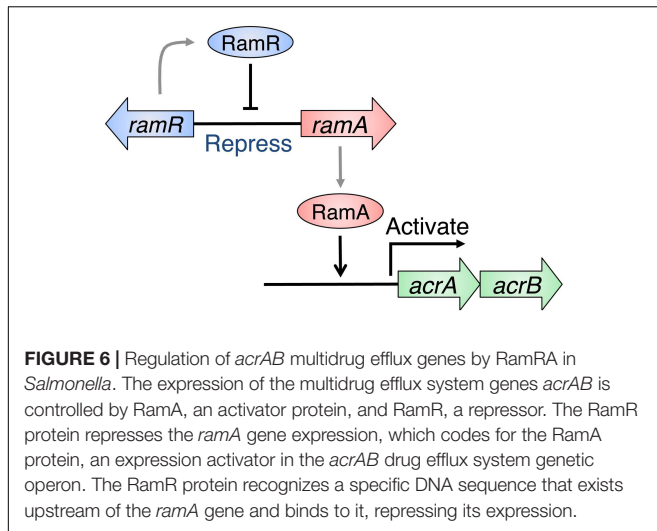 RamR
ramR
Repress
ramA
RamA
Activate
acrA
acrB
FIGURE 6 | Regulation of acrAB multidrug efflux genes by RamRA in
Salmonella. The expression of the multidrug efflux system genes acrAB is
controlled by RamA, an activator protein, and RamR, a repressor. The RamR
protein represses the ramA gene expression, which codes for the RamA
protein, an expression activator in the acrAB drug efflux system genetic
operon. The RamR protein recognizes a specific DNA sequence that exists
upstream of the ramA gene and binds to it, repressing its expression.